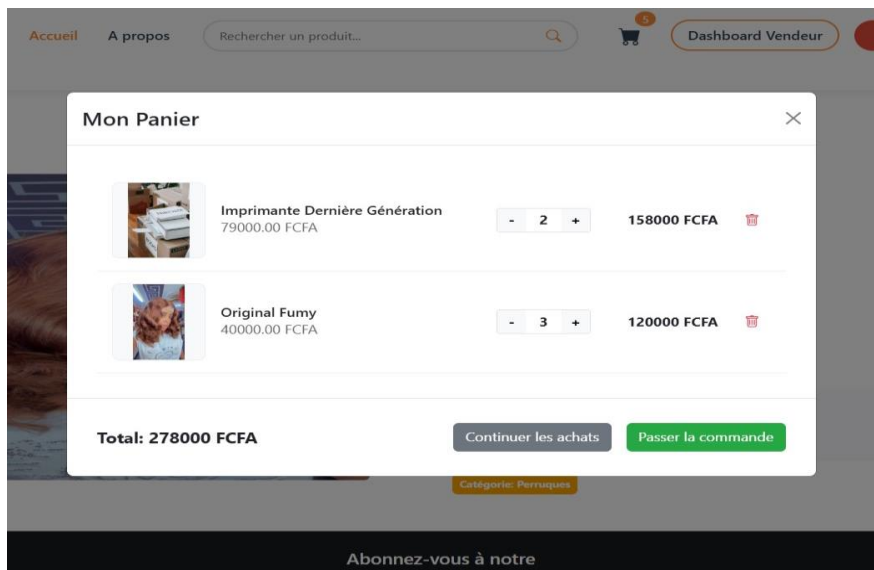 Accueil A propos Rechercher un produit... 5 Dashboard Vendeur
Mon Panier
Imprimante Dernière Génération
79000.00 FCFA
- 2 +
158000 FCFA
Original Fumy
40000.00 FCFA
- 3 +
120000 FCFA
Total: 278000 FCFA
Continuer les achats
Passer la commande
Catégorie: Perruques
Abonnez-vous à notre